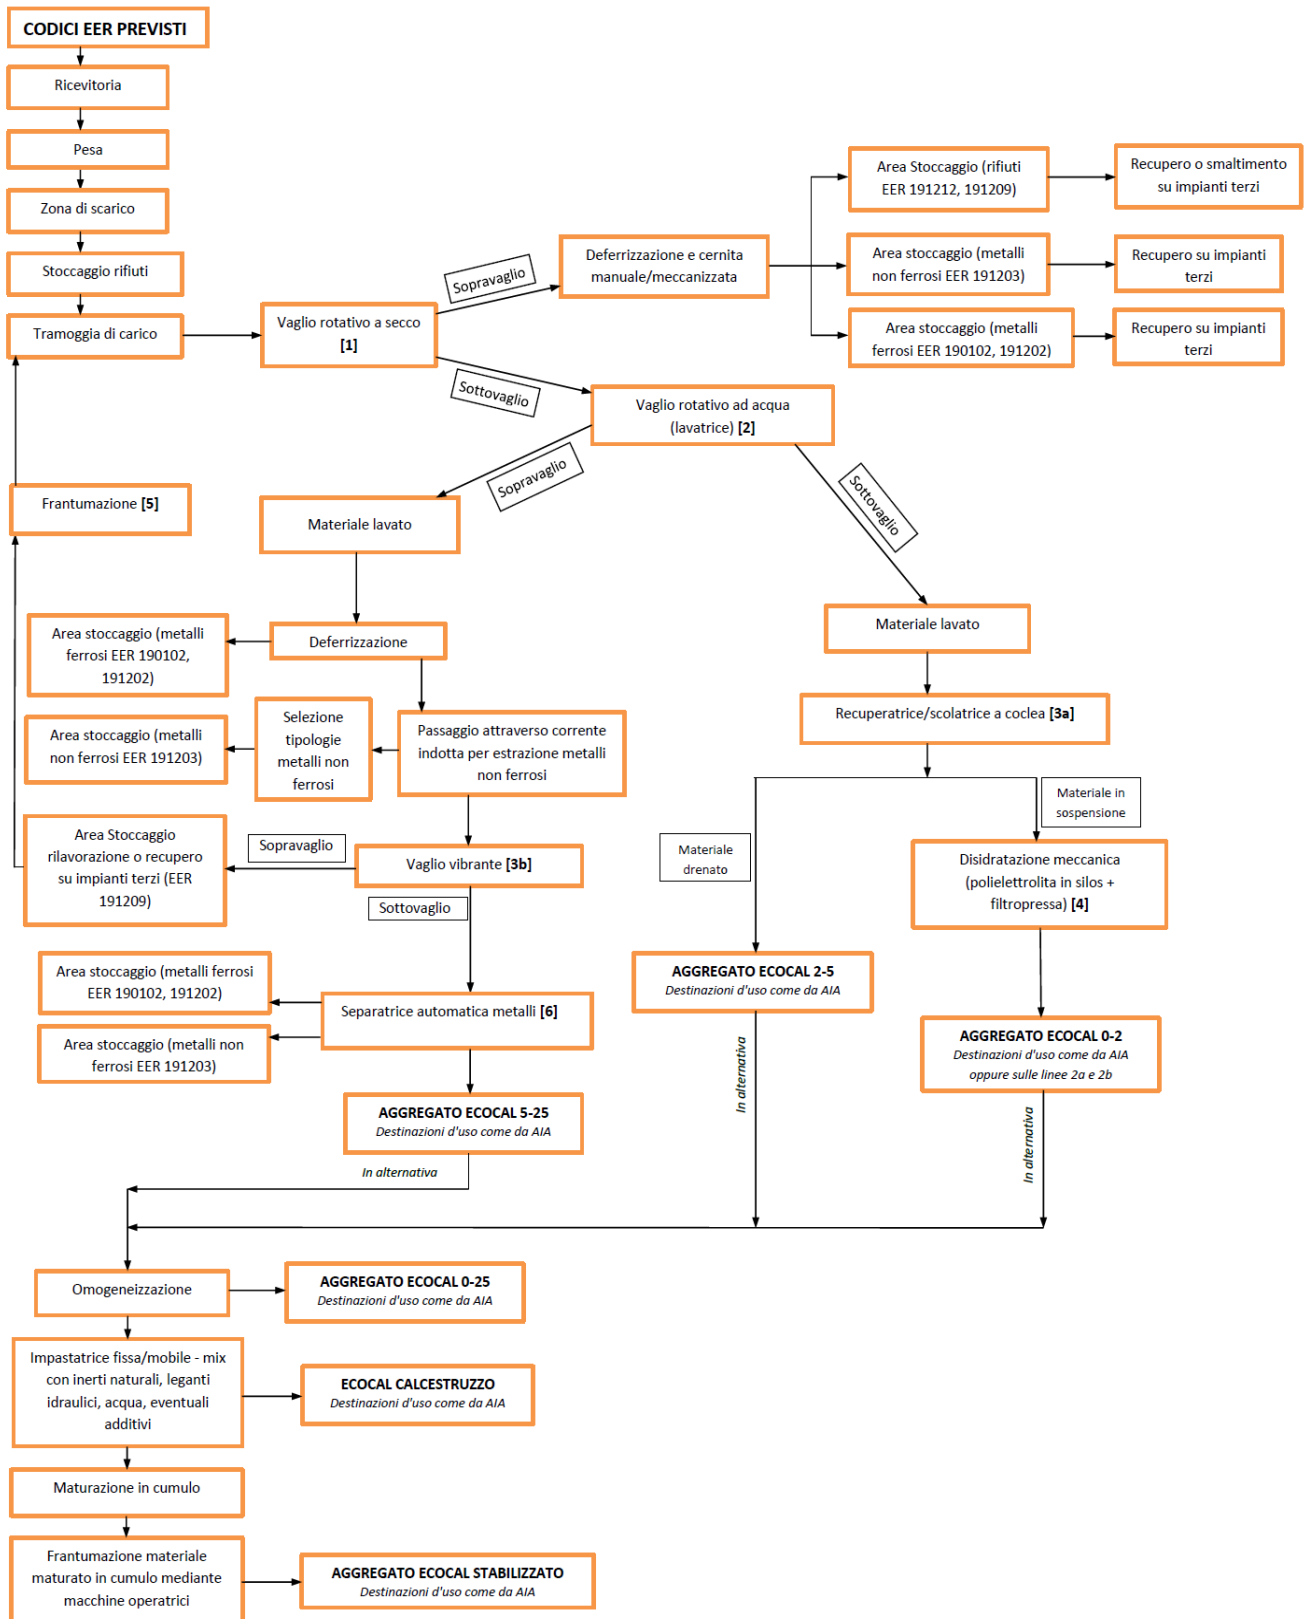 CODICI EER PREVISTI
Ricevitoria
Pesa
Zona di scarico
Stoccaggio rifiuti
Tramoggia di carico
Vaglio rotativo a secco
[1]
Sopravaglio
Deferrizzazione e cernita
manuale/meccanizzata
Area Stoccaggio (rifiuti
EER 191212, 191209)
Recupero o smaltimento
su impianti terzi
Area stoccaggio (metalli
non ferrosi EER 191203)
Recupero su impianti
terzi
Area stoccaggio (metalli
ferrosi EER 190102, 191202)
Recupero su impianti
terzi
Sottovaglio
Vaglio rotativo ad acqua
(lavatrice) [2]
Sopravaglio
Sottovaglio
Frantumazione [5]
Materiale lavato
Materiale lavato
Deferrizzazione
Area stoccaggio (metalli
ferrosi EER 190102,
191202)
Recuperatrice/scolatrice a coclea [3a]
Passaggio attraverso corrente
indotta per estrazione metalli
non ferrosi
Selezione
tipologie
metalli non
ferrosi
Area stoccaggio (metalli
non ferrosi EER 191203)
Materiale in
sospensione
Materiale
drenato
Vaglio vibrante [3b]
Sopravaglio
Area Stoccaggio
rilavorazione o recupero
su impianti terzi (EER
191209)
Disidratazione meccanica
(polielettrolita in silos +
filtropressa) [4]
Sottovaglio
Area stoccaggio (metalli ferrosi
EER 190102, 191202)
Separatrice automatica metalli [6]
Area stoccaggio (metalli non
ferrosi EER 191203)
AGGREGATO ECOCAL 2-5
Destinazioni d'uso come da AIA
AGGREGATO ECOCAL 0-2
Destinazioni d'uso come da AIA
oppure sulle linee 2a e 2b
AGGREGATO ECOCAL 5-25
Destinazioni d'uso come da AIA
In alternativa
In alternativa
In alternativa
Omogeneizzazione
AGGREGATO ECOCAL 0-25
Destinazioni d'uso come da AIA
Impastatrice fissa/mobile - mix
con inerti naturali, leganti
idraulici, acqua, eventuali
additivi
ECOCAL CALCESTRUZZO
Destinazioni d'uso come da AIA
Maturazione in cumulo
Frantumazione materiale
maturato in cumulo mediante
macchine operatrici
AGGREGATO ECOCAL STABILIZZATO
Destinazioni d'uso come da AIA